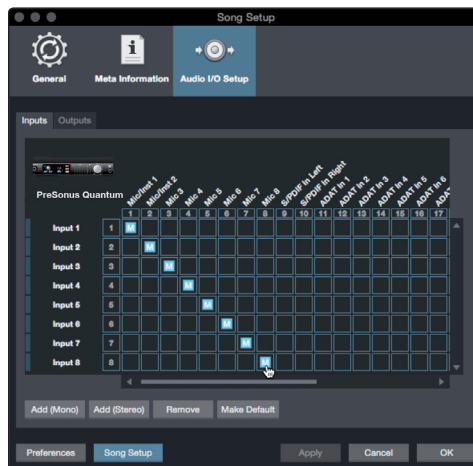 Song Setup
General
Meta Information
Audio I/O Setup
Inputs Outputs
PreSonus Quantum
Mic/Inst 1
Mic/Inst 2
Mic 3
Mic 4
Mic 5
Mic 6
Mic 7
Mic 8
S/PDIF In Left
S/PDIF In Right
ADAT In 1
ADAT In 2
ADAT In 3
ADAT In 4
ADAT In 5
ADAT In 6
ADAT
1 2 3 4 5 6 7 8 9 10 11 12 13 14 15 16 17
Input 1 1 M
Input 2 2 M
Input 3 3 M
Input 4 4 M
Input 5 5 M
Input 6 6 M
Input 7 7 M
Input 8 8 M
Add (Mono) Add (Stereo) Remove Make Default
Preferences Song Setup Apply Cancel OK